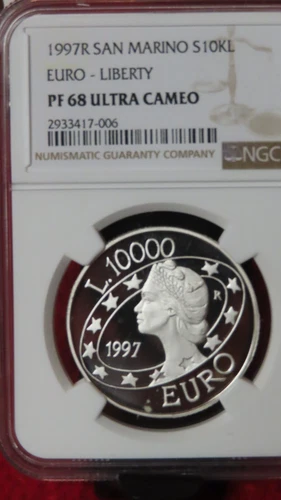 1997R SAN MARINO S10KL
EURO - LIBERTY
PF 68 ULTRA CAMEO
2933417-006
NUMISMATIC GUARANTY COMPANY
NGC
L.10000
R
1997
EURO